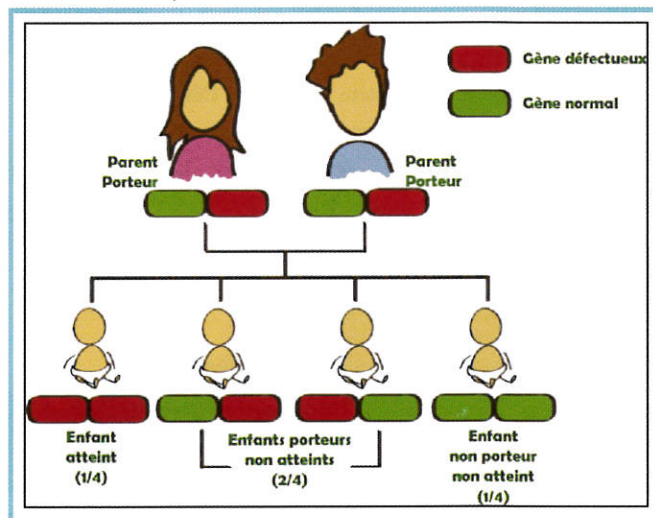 Gène défectueux
Gène normal
Parent
Porteur
Parent
Porteur
Enfant
atteint
(1/4)
Enfants porteurs
non atteints
(2/4)
Enfant
non porteur
non atteint
(1/4)